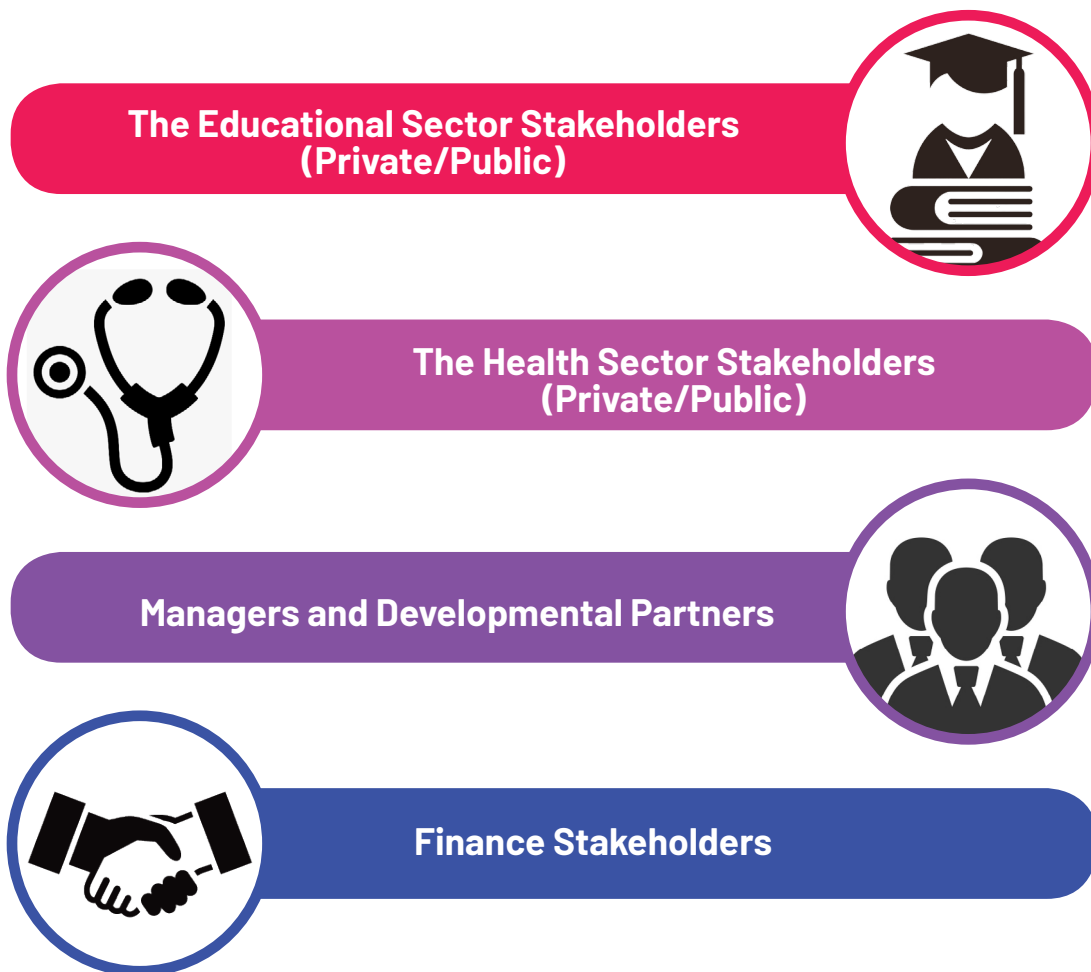 The Educational Sector Stakeholders
(Private/Public)
The Health Sector Stakeholders
(Private/Public)
Managers and Developmental Partners
Finance Stakeholders